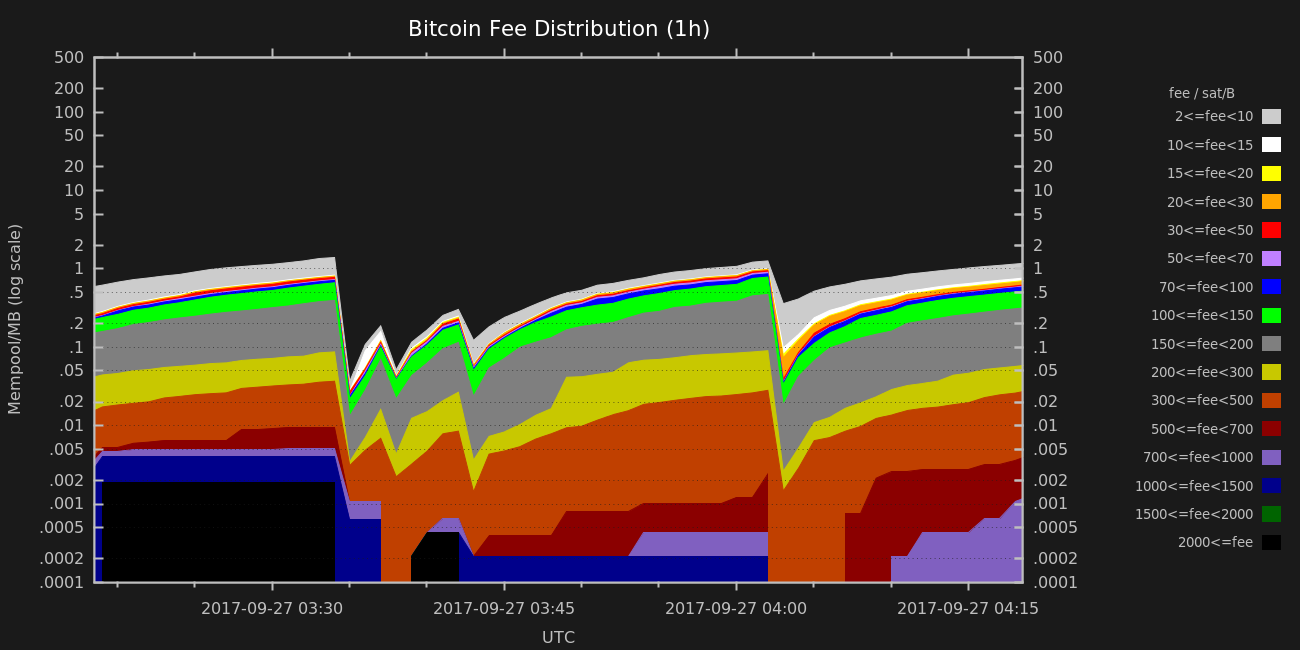 Bitcoin Fee Distribution (1h)
500 500
200 200
100 100
50 50
20 20
10 10
5 5
2 2
1 1
.5 .5
.2 .2
.1 .1
.05 .05
.02 .02
.01 .01
.005 .005
.002 .002
.001 .001
.0005 .0005
.0002 .0002
.0001 .0001
Mempool/MB (log scale)
2017-09-27 03:30 2017-09-27 03:45 2017-09-27 04:00 2017-09-27 04:15
UTC
fee / sat/B
2<=fee<10
10<=fee<15
15<=fee<20
20<=fee<30
30<=fee<50
50<=fee<70
70<=fee<100
100<=fee<150
150<=fee<200
200<=fee<300
300<=fee<500
500<=fee<700
700<=fee<1000
1000<=fee<1500
1500<=fee<2000
2000<=fee